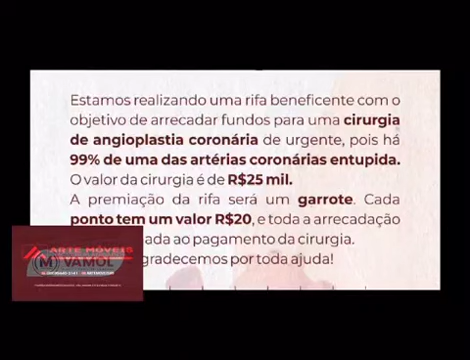 Estamos realizando uma rifa beneficente com o
objetivo de arrecadar fundos para uma cirurgia
de angioplastia coronária de urgente, pois há
99% de uma das artérias coronárias entupida.
O valor da cirurgia é de R$25 mil.
A premiação da rifa será um garrote. Cada
ponto tem um valor R$20, e toda a arrecadação
ada ao pagamento da cirurgia.
gradecemos por toda ajuda!
ARTE MÓVEIS
(M) VAMOL